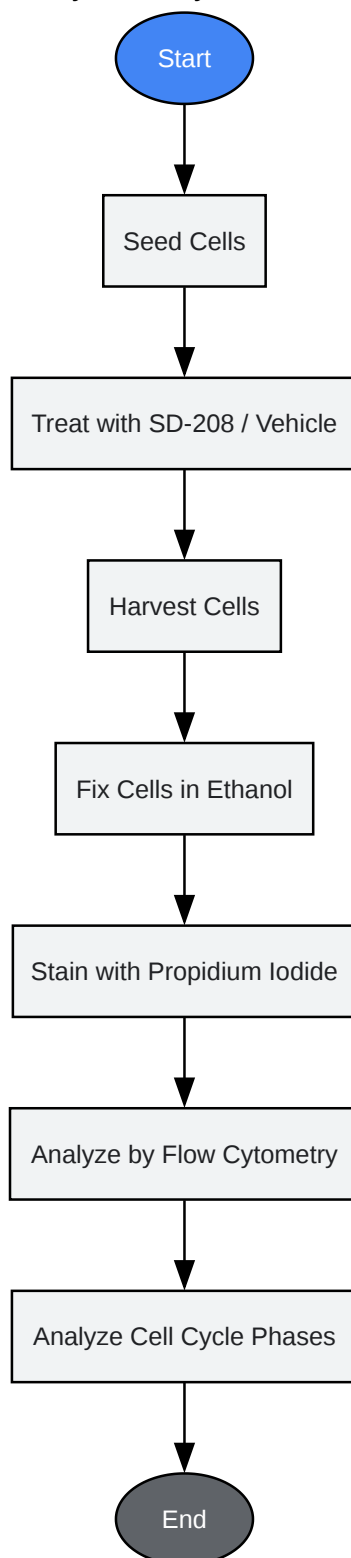 Start
Seed Cells
Treat with SD-208 / Vehicle
Harvest Cells
Fix Cells in Ethanol
Stain with Propidium Iodide
Analyze by Flow Cytometry
Analyze Cell Cycle Phases
End